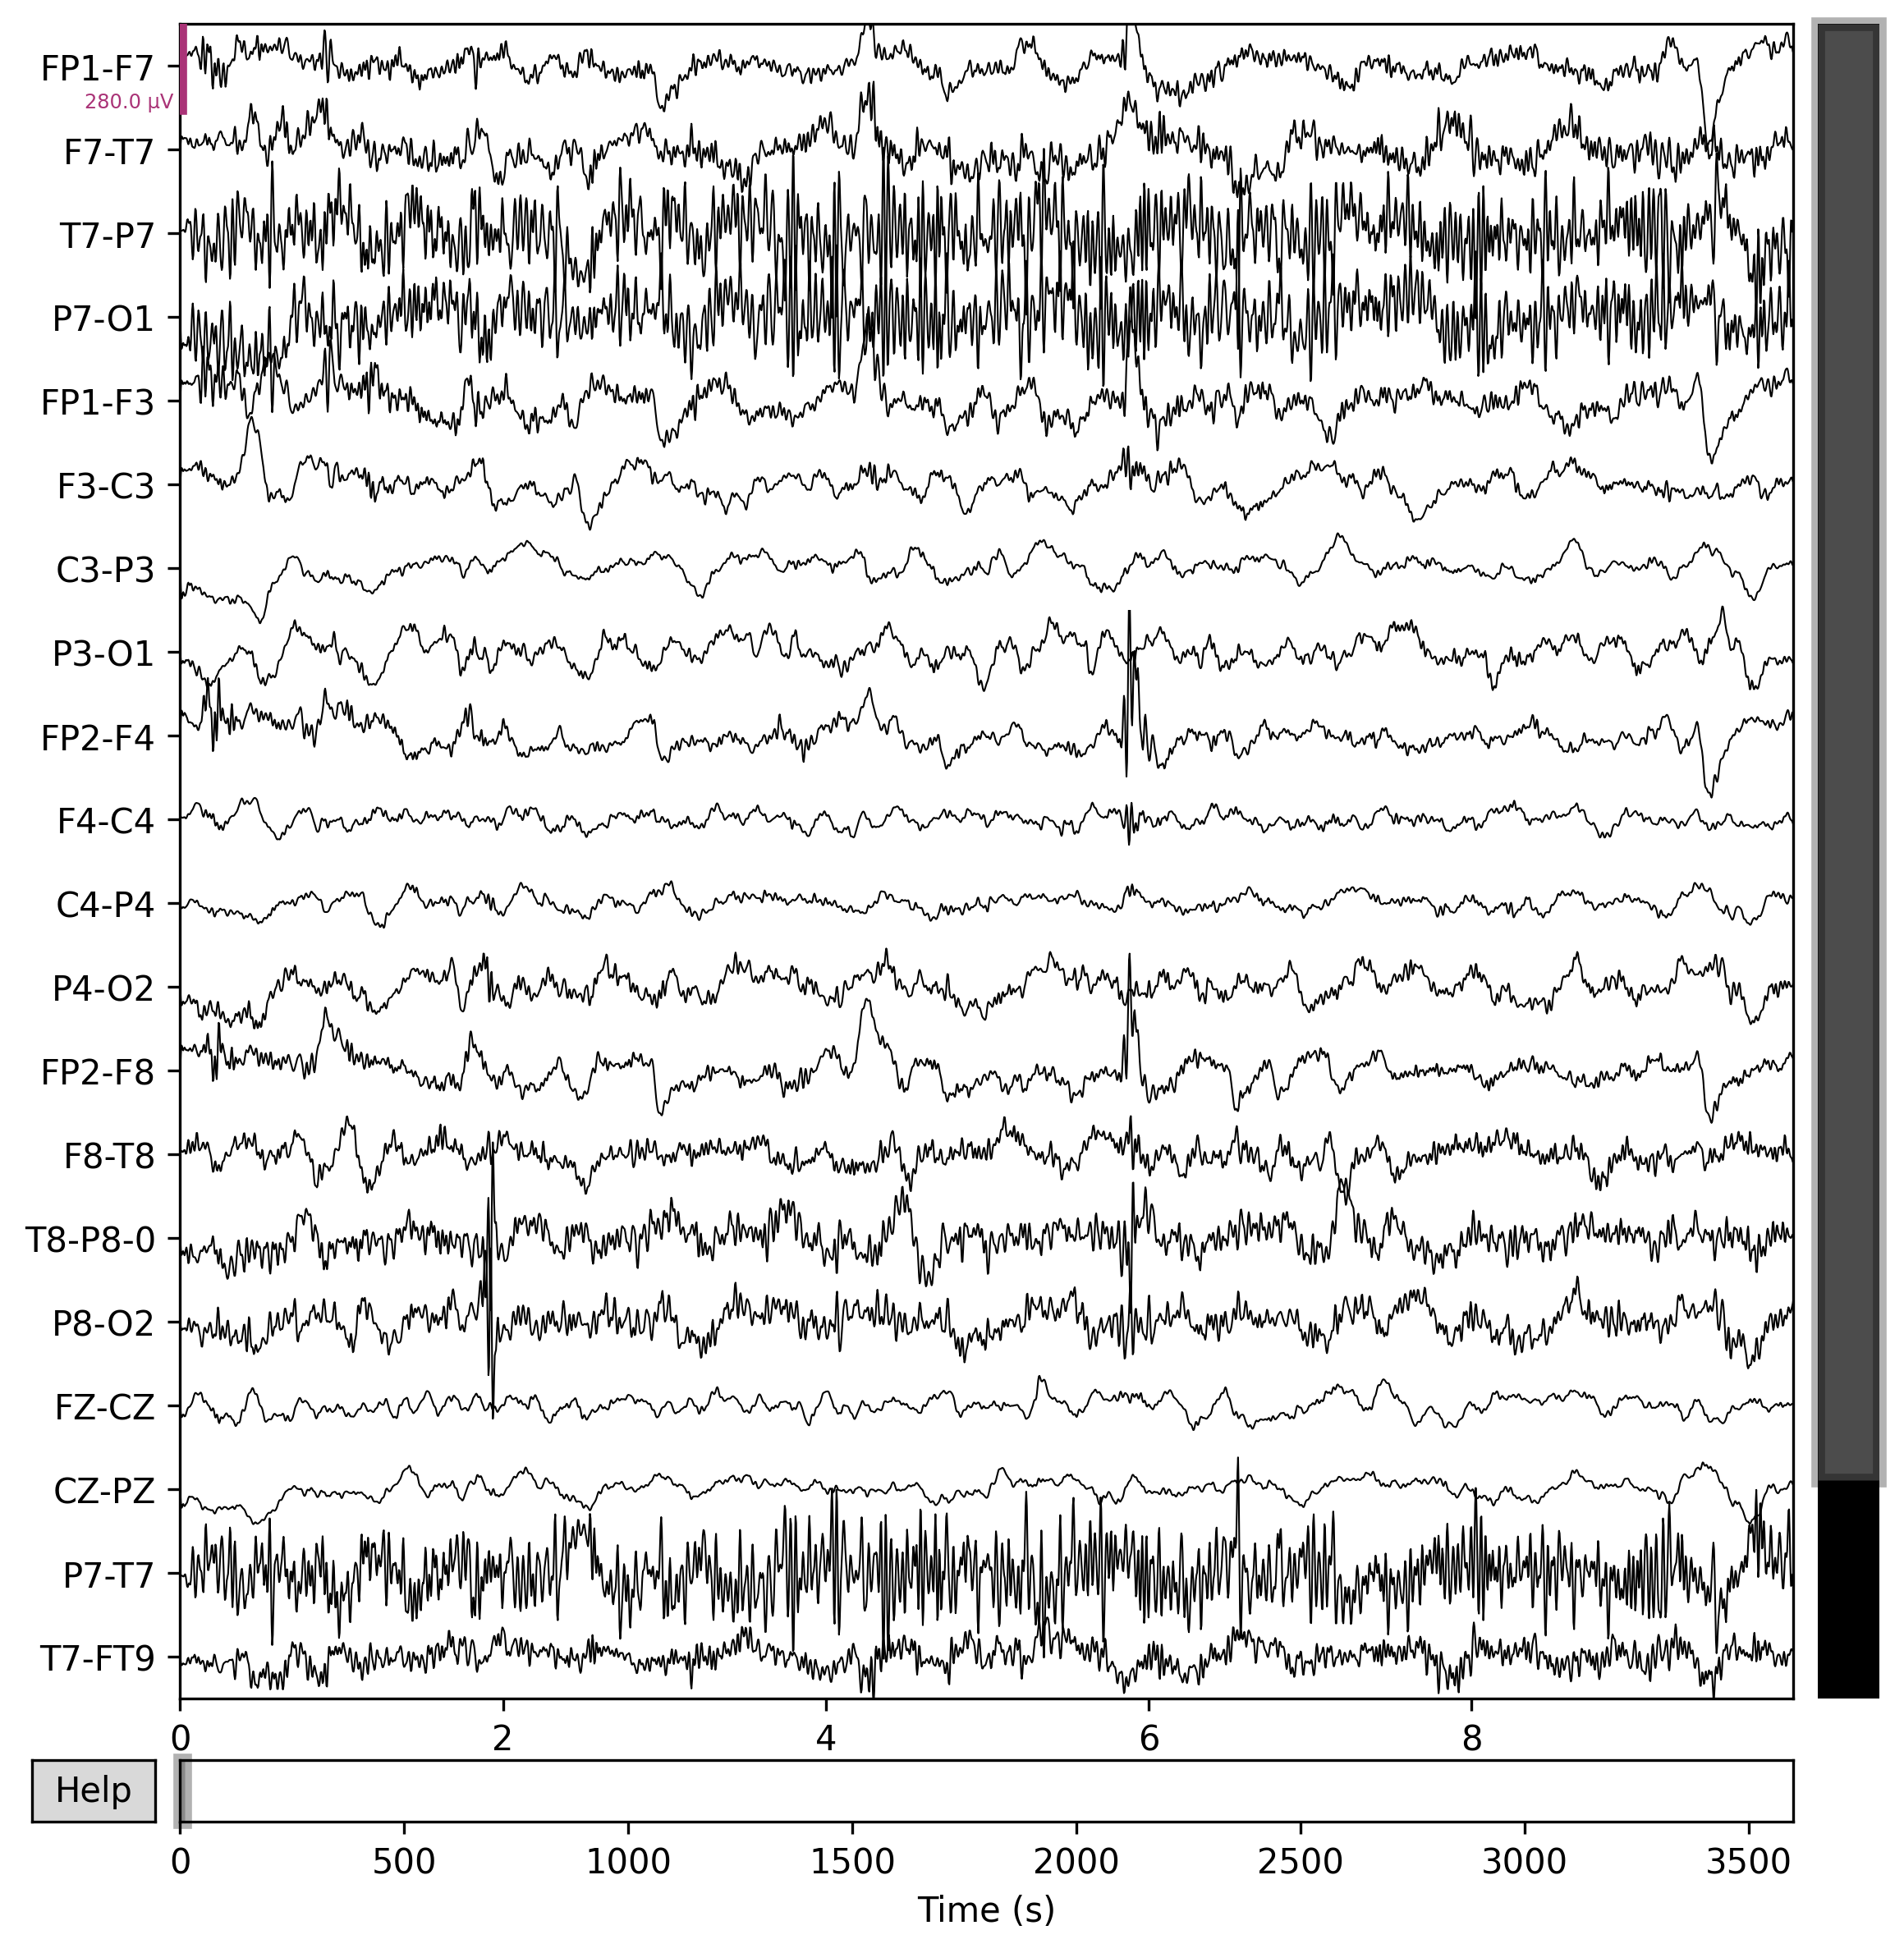 FP1-F7
280.0 µV
F7-T7
T7-P7
P7-O1
FP1-F3
F3-C3
C3-P3
P3-O1
FP2-F4
F4-C4
C4-P4
P4-O2
FP2-F8
F8-T8
T8-P8-0
P8-O2
FZ-CZ
CZ-PZ
P7-T7
T7-FT9
0 2 4 6 8
Help
0 500 1000 1500 2000 2500 3000 3500
Time (s)